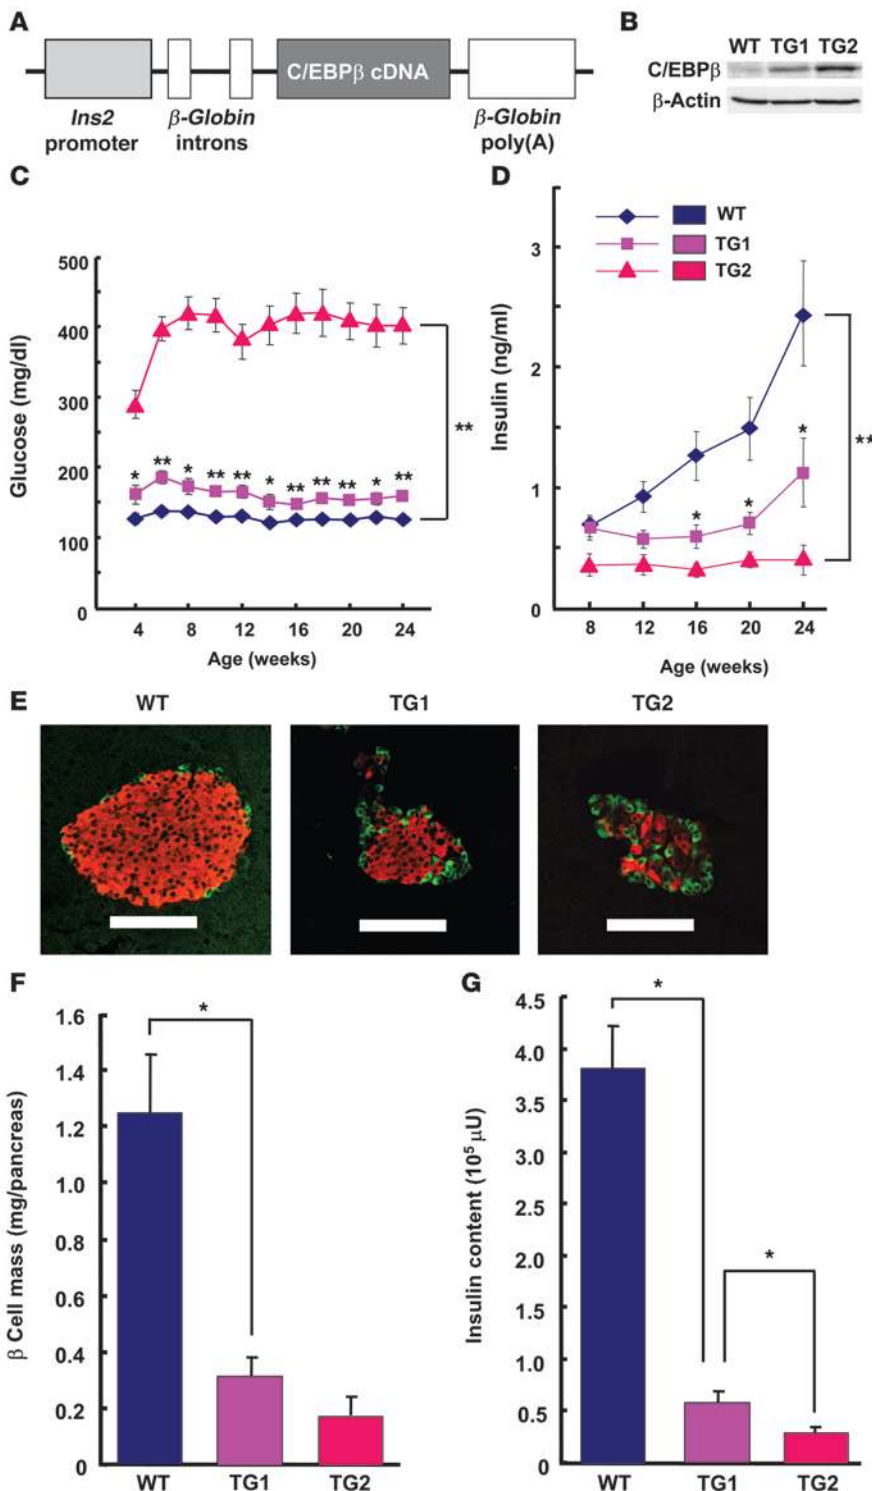 A
C/EBPβ cDNA
Ins2
promoter
β-Globin
introns
β-Globin
poly(A)
B
WT TG1 TG2
C/EBPβ
β-Actin
C
Glucose (mg/dl)
500
400
300
200
100
0
4 8 12 16 20 24
Age (weeks)
* ** * ** ** * ** ** ** * **
**
D
Insulin (ng/ml)
WT
TG1
TG2
3
2
1
0
8 12 16 20 24
Age (weeks)
* * *
**
E
WT TG1 TG2
F
β Cell mass (mg/pancreas)
1.6
1.4
1.2
1.0
0.8
0.6
0.4
0.2
0
*
WT TG1 TG2
G
Insulin content (10⁵ μU)
4.5
4.0
3.5
3.0
2.5
2.0
1.5
1.0
0.5
0
*
*
WT TG1 TG2